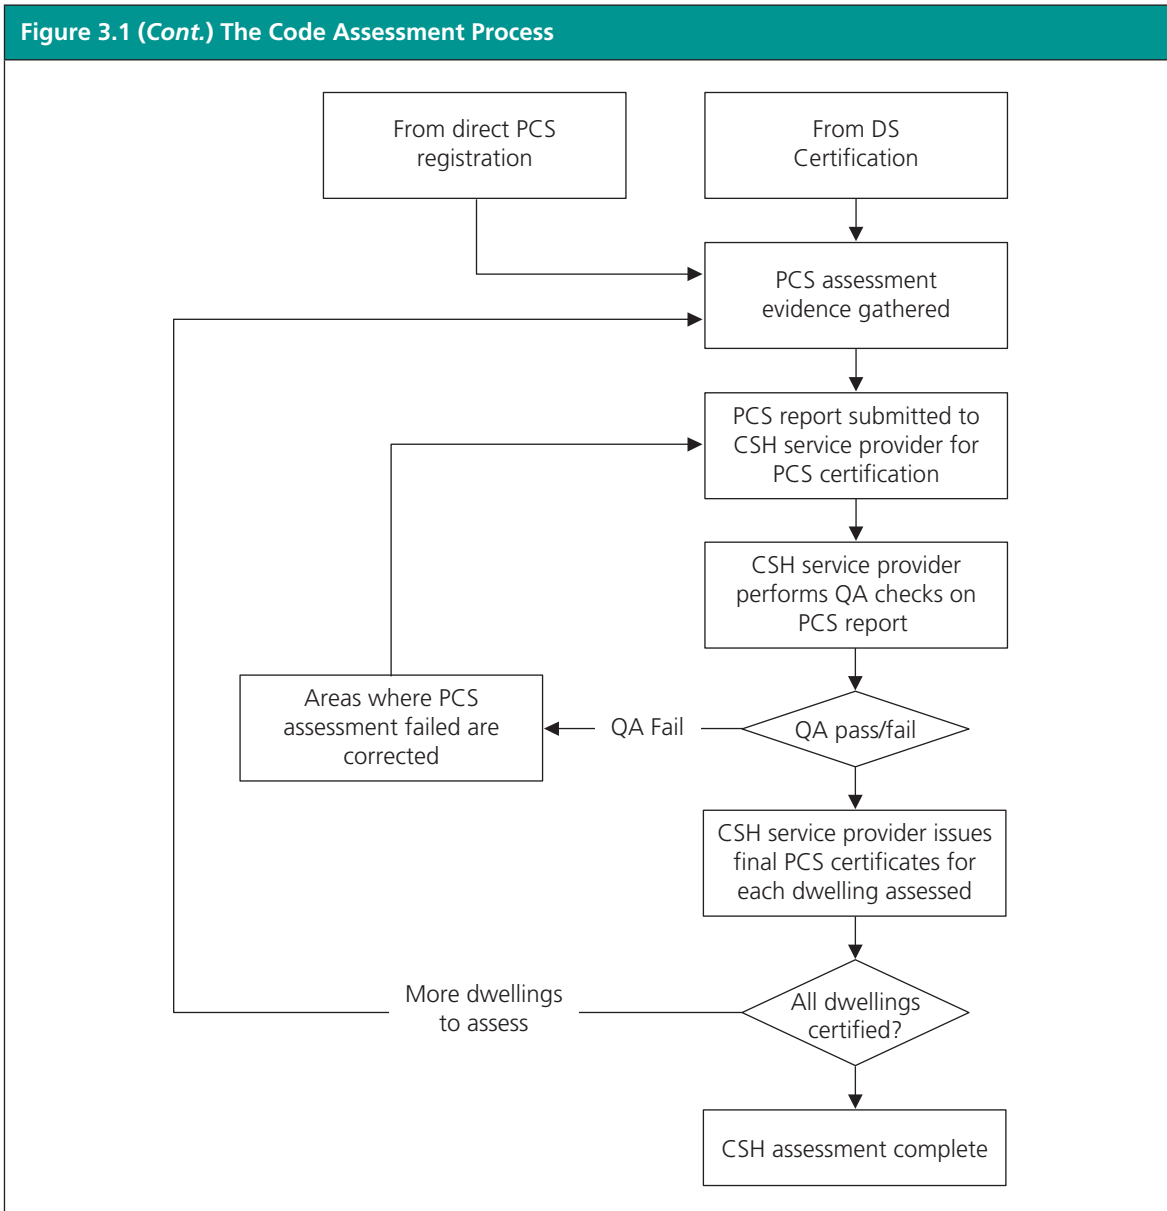 Figure 3.1 (Cont.) The Code Assessment Process
From direct PCS
registration
From DS
Certification
PCS assessment
evidence gathered
PCS report submitted to
CSH service provider for
PCS certification
CSH service provider
performs QA checks on
PCS report
Areas where PCS
assessment failed are
corrected
QA Fail
QA pass/fail
CSH service provider issues
final PCS certificates for
each dwelling assessed
More dwellings
to assess
All dwellings
certified?
CSH assessment complete